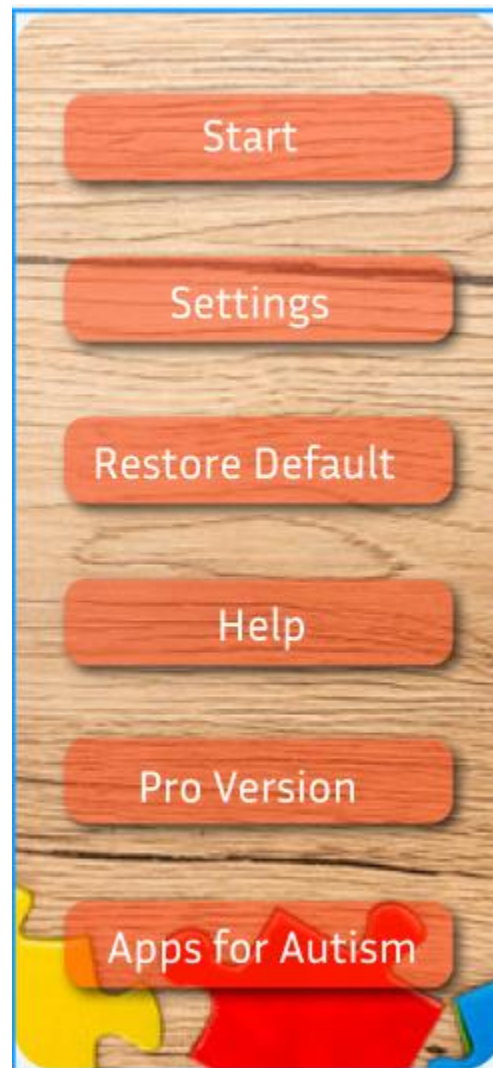 Start
Settings
Restore Default
Help
Pro Version
Apps for Autism